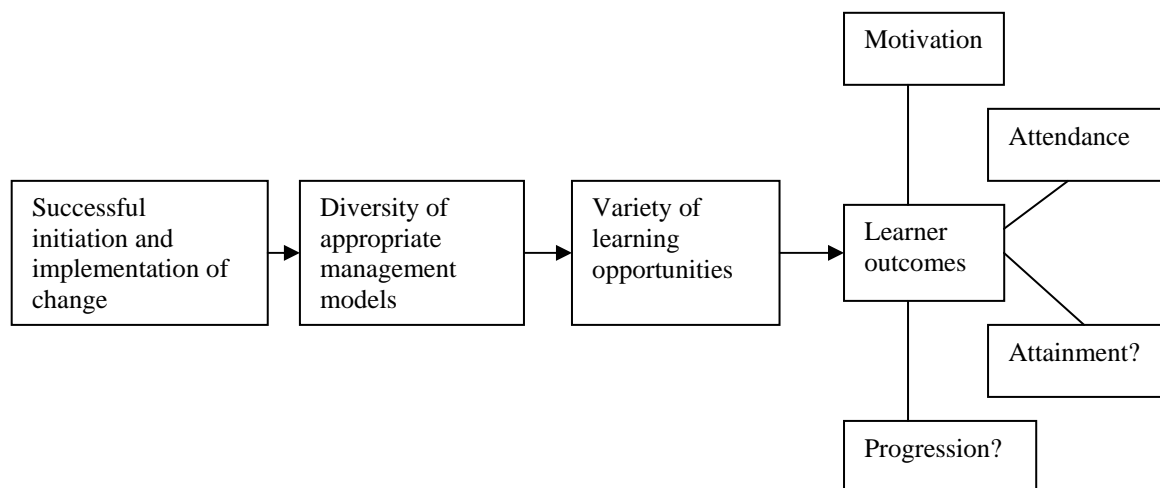 Motivation
Attendance
Successful
initiation and
implementation of
change
Diversity of
appropriate
management
models
Variety of
learning
opportunities
Learner
outcomes
Attainment?
Progression?